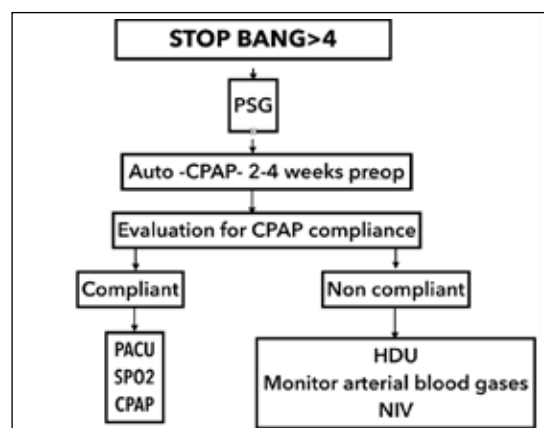 STOP BANG>4
PSG
Auto -CPAP- 2-4 weeks preop
Evaluation for CPAP compliance
Compliant
Non compliant
PACU
SPO2
CPAP
HDU
Monitor arterial blood gases
NIV